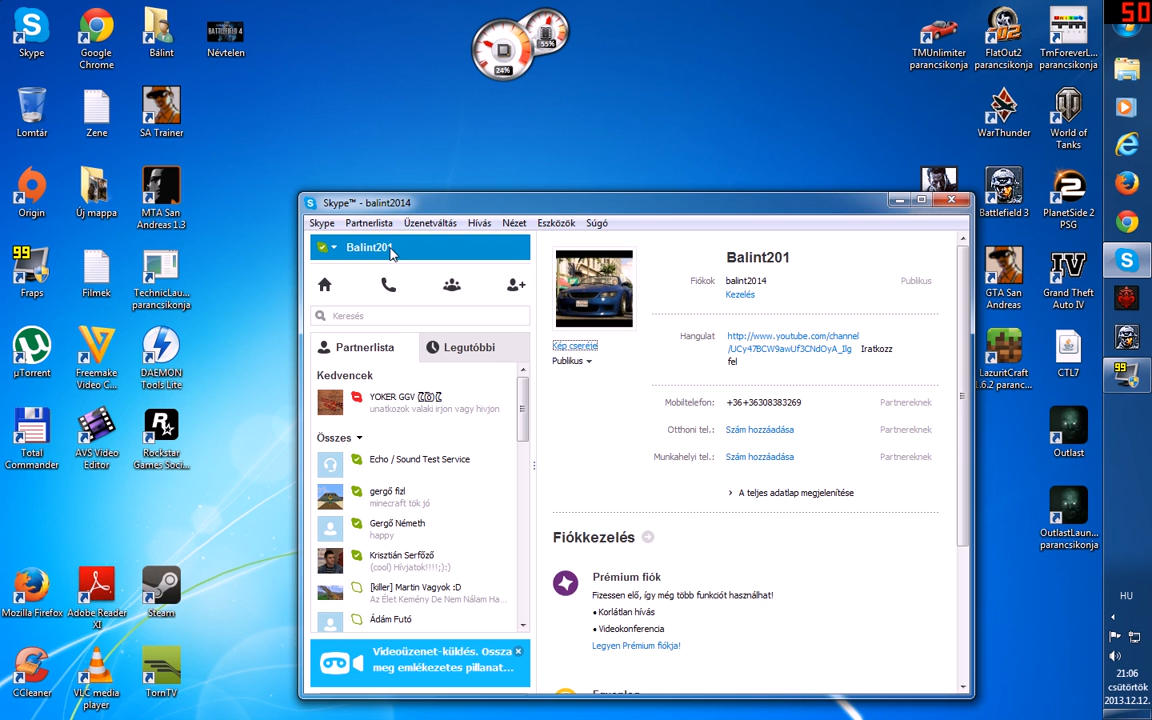 Skype
Google
Chrome
Bálint
BATTLEFIELD 4
Névtelen
24%
55%
TMUnlimiter
parancsikonja
FlatOut2
parancsikonja
TmForeverL...
parancsikonja
50
Lomtár
Zene
SA Trainer
WarThunder
World of
Tanks
Origin
Új mappa
MTA San
Andreas 1.3
Battlefield 3
PlanetSide 2
PSG
99
Fraps
Filmek
TechnicLau...
parancsikonja
GTA San
Andreas
Grand Theft
Auto IV
µTorrent
Freemake
Video C...
DAEMON
Tools Lite
LazuritCraft
1.6.2 paranc...
CTL7
99
Total
Commander
AVS Video
Editor
Rockstar
Games Soci...
Outlast
OutlastLaun...
parancsikonja
Mozilla Firefox
Adobe Reader
XI
Steam
CCleaner
VLC media
player
TornTV
Skype™ - balint2014
Skype Partnerlista Üzenetváltás Hívás Nézet Eszközök Súgó
Balint201
Keresés
Partnerlista
Legutóbbi
Kedvencek
YOKER GGV
unatkozok valaki irjon vagy hivjon
Összes
Echo / Sound Test Service
gergő fizl
minecraft tök jó
Gergő Németh
happy
Krisztián Serfőző
(cool) Hívjatok!!!!;):)
[killer] Martin Vagyok :D
Az Élet Kemény De Nem Nálam Ha...
Ádám Futó
Videoüzenet-küldés. Ossza
meg emlékezetes pillanat...
Kép cseréje
Publikus
Balint201
Fiókok balint2014 Publikus
Kezelés
Hangulat http://www.youtube.com/channel
/UCy47BCW9awUf3CNdOyA_Ilg Iratkozz
fel
Mobiltelefon: +36+36308383269 Partnereknek
Otthoni tel.: Szám hozzáadása Partnereknek
Munkahelyi tel.: Szám hozzáadása Partnereknek
A teljes adatlap megjelenítése
Fiókkezelés
Prémium fiók
Fizessen elő, így még több funkciót használhat!
• Korlátlan hívás
• Videokonferencia
Legyen Prémium fiókja!
HU
21:06
csütörtök
2013.12.12.